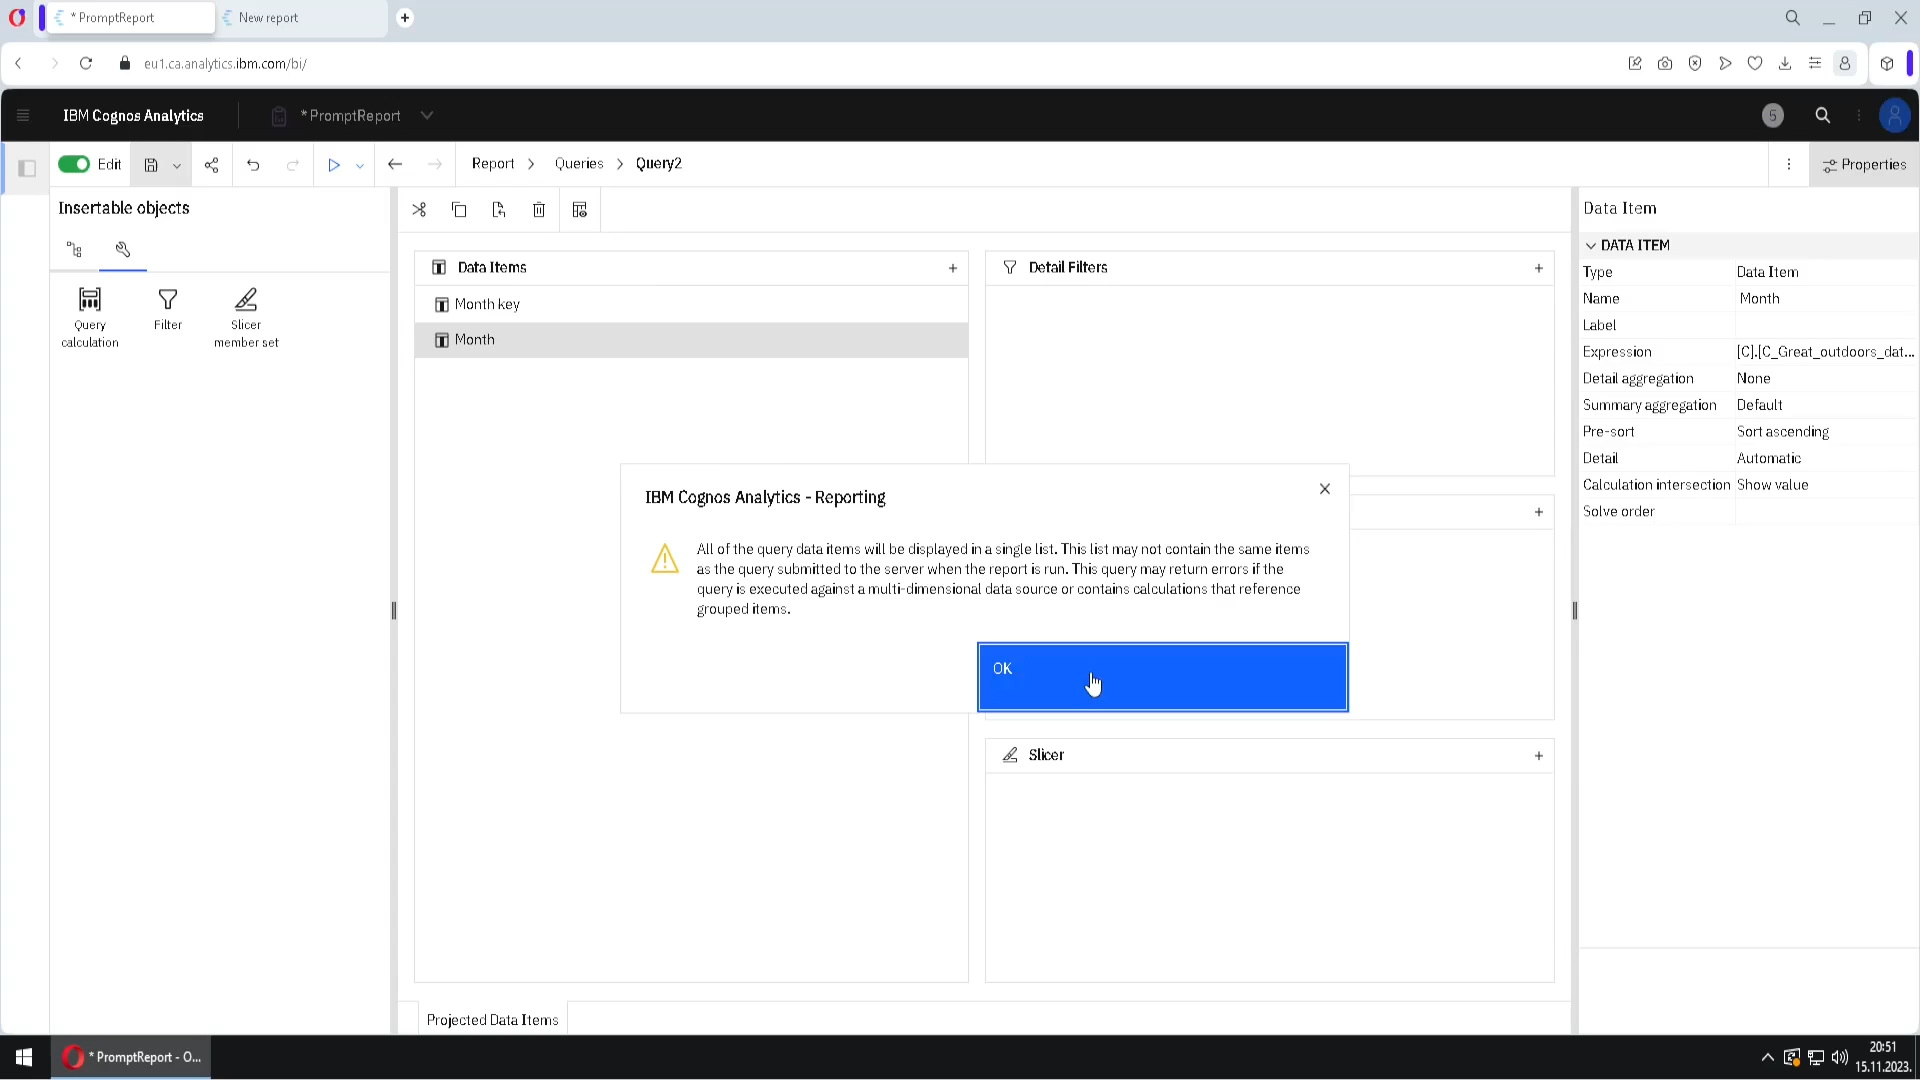 * PromptReport
New report
eu1.ca.analytics.ibm.com/bi/
IBM Cognos Analytics
* PromptReport
5
Edit
Report
Queries
Query2
Properties
Insertable objects
Query
calculation
Filter
Slicer
member set
Data Items
Month key
Month
Detail Filters
Slicer
Projected Data Items
IBM Cognos Analytics - Reporting
All of the query data items will be displayed in a single list. This list may not contain the same items
as the query submitted to the server when the report is run. This query may return errors if the
query is executed against a multi-dimensional data source or contains calculations that reference
grouped items.
OK
Data Item
DATA ITEM
Type Data Item
Name Month
Label
Expression [C].[C_Great_outdoors_dat...
Detail aggregation None
Summary aggregation Default
Pre-sort Sort ascending
Detail Automatic
Calculation intersection Show value
Solve order
* PromptReport - O...
20:51
15.11.2023.